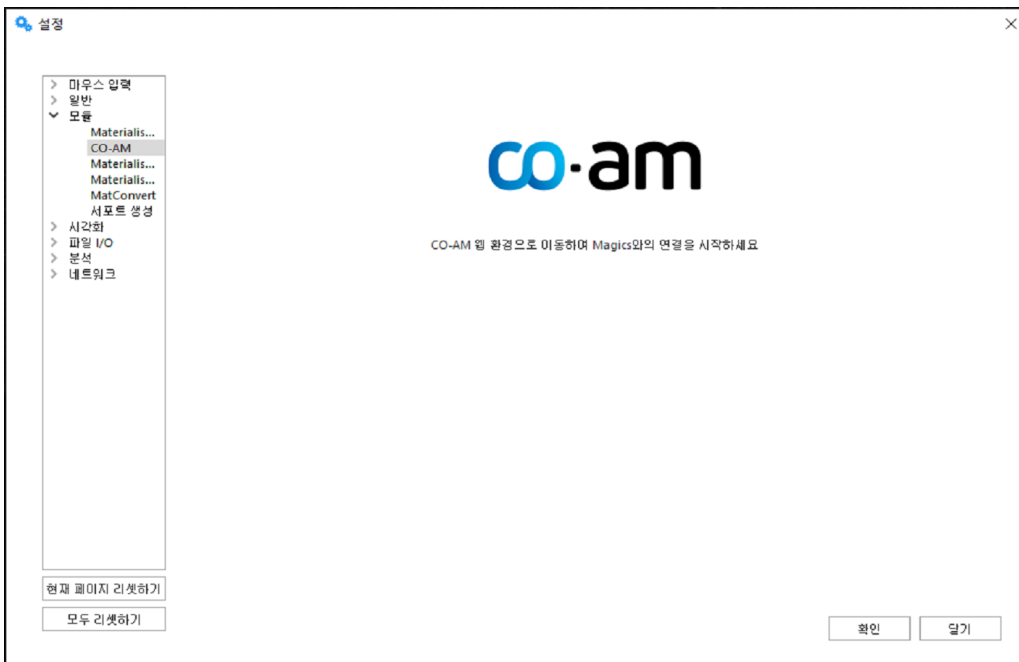 설정
마우스 입력
일반
모듈
Materialis...
CO-AM
Materialis...
Materialis...
MatConvert
서포트 생성
시각화
파일 I/O
분석
네트워크
co·am
CO-AM 웹 환경으로 이동하여 Magics와의 연결을 시작하세요
현재 페이지 리셋하기
모두 리셋하기
확인
닫기